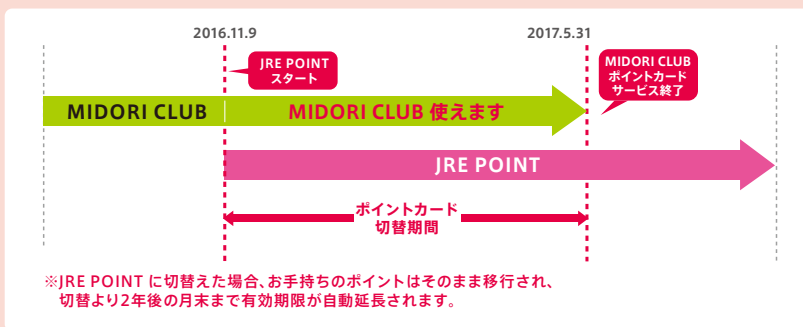 2016.11.9
2017.5.31
JRE POINT
スタート
MIDORI CLUB
ポイントカード
サービス終了
MIDORI CLUB
MIDORI CLUB 使えます
JRE POINT
ポイントカード
切替期間
※JRE POINT に切替えた場合、お手持ちのポイントはそのまま移行され、
切替より2年後の月末まで有効期限が自動延長されます。